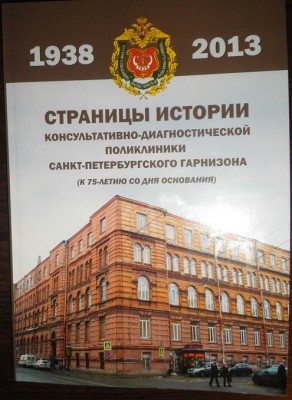 1938 2013
СТРАНИЦЫ ИСТОРИИ
КОНСУЛЬТАТИВНО-ДИАГНОСТИЧЕСКОЙ
ПОЛИКЛИНИКИ
САНКТ-ПЕТЕРБУРГСКОГО ГАРНИЗОНА
(К 75-ЛЕТИЮ СО ДНЯ ОСНОВАНИЯ)